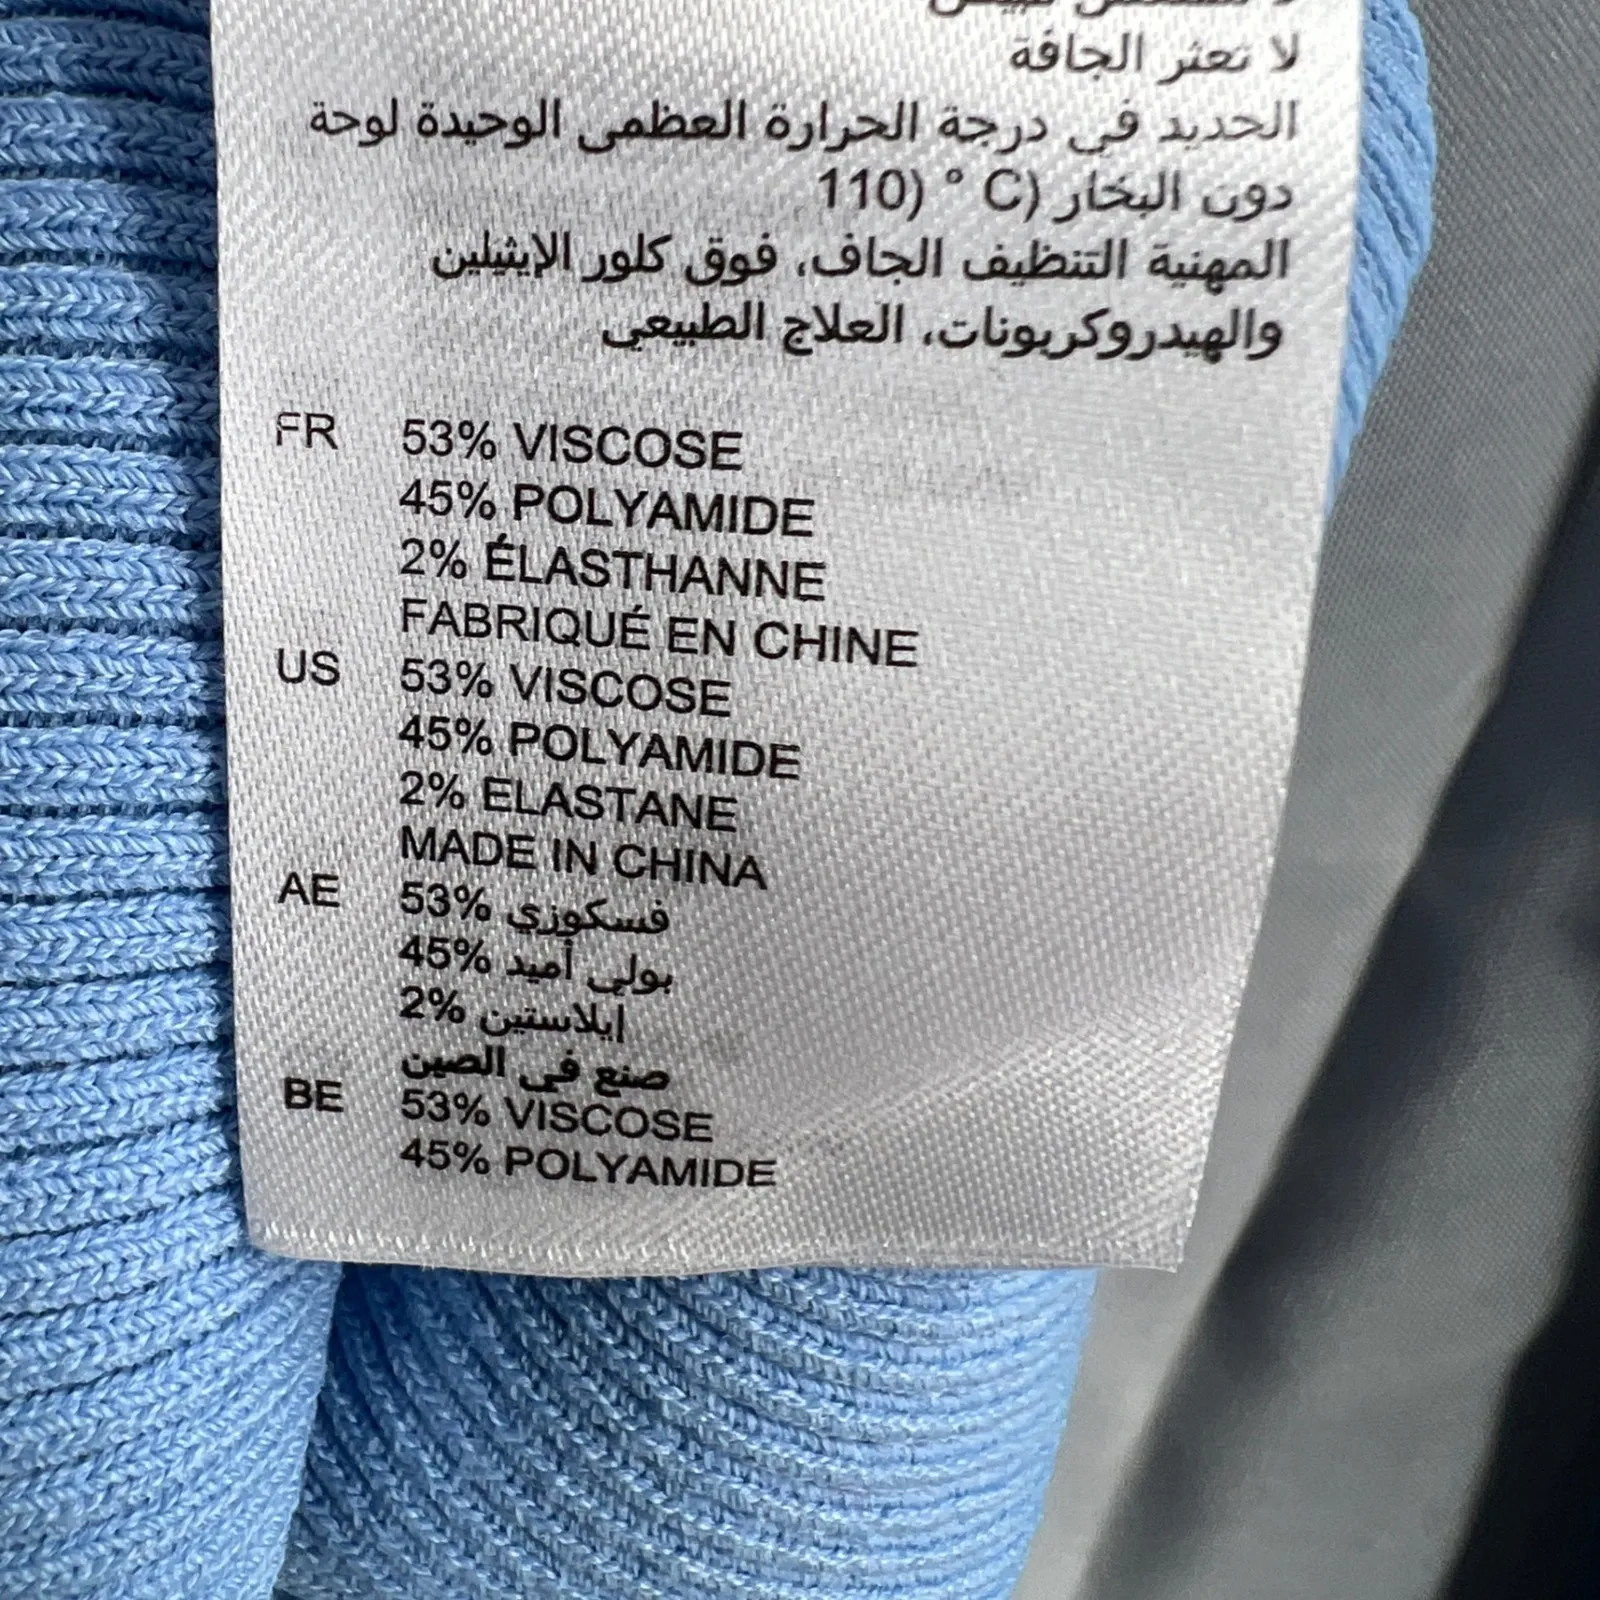 لا تعثر الجافة
الحديد في درجة الحرارة العظمى الوحيدة لوحة
دون البخار (C ° (110
المهنية التنظيف الجاف، فوق كلور الإيثيلين
والهيدروكربونات، العلاج الطبيعي
FR 53% VISCOSE
45% POLYAMIDE
2% ÉLASTHANNE
FABRIQUÉ EN CHINE
US 53% VISCOSE
45% POLYAMIDE
2% ELASTANE
MADE IN CHINA
AE 53% فسكوزي
45% بولي أميد
2% إيلاستين
صنع في الصين
BE 53% VISCOSE
45% POLYAMIDE